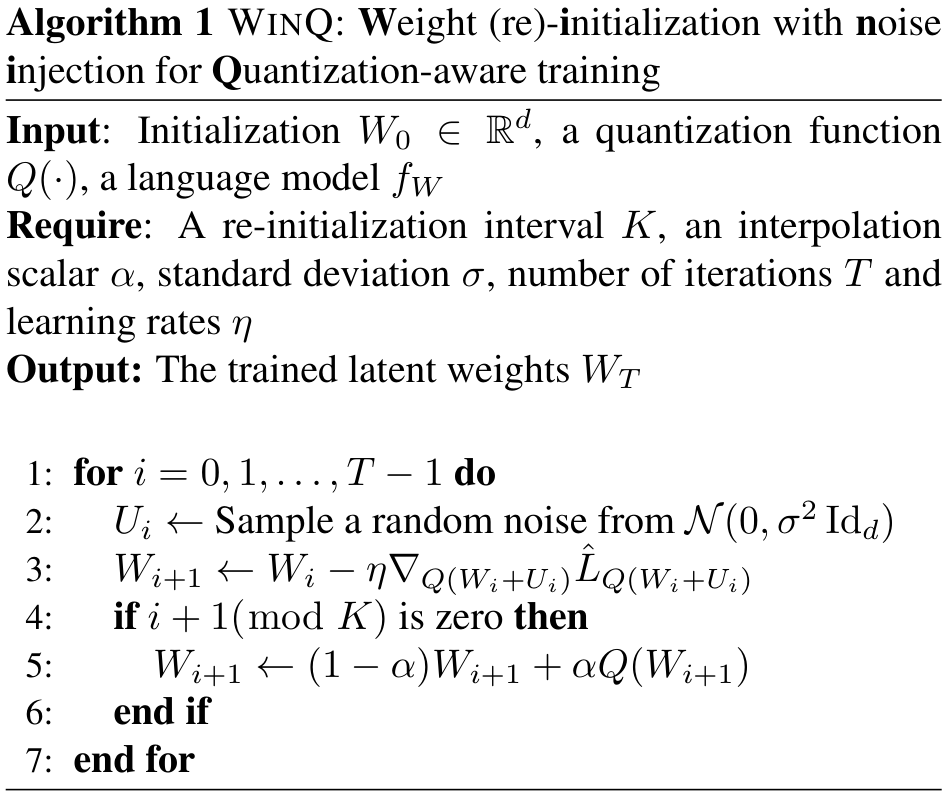 Algorithm 1 WINQ: Weight (re)-initialization with noise
injection for Quantization-aware training
Input: Initialization W_0 ∈ ℝ^d, a quantization function
Q(·), a language model f_W
Require: A re-initialization interval K, an interpolation
scalar α, standard deviation σ, number of iterations T and
learning rates η
Output: The trained latent weights W_T
1: for i = 0, 1, . . . , T − 1 do
2: U_i ← Sample a random noise from 𝒩(0, σ² Id_d)
3: W_{i+1} ← W_i − η∇_{Q(W_i+U_i)} L̂_{Q(W_i+U_i)}
4: if i + 1(mod K) is zero then
5: W_{i+1} ← (1 − α)W_{i+1} + αQ(W_{i+1})
6: end if
7: end for